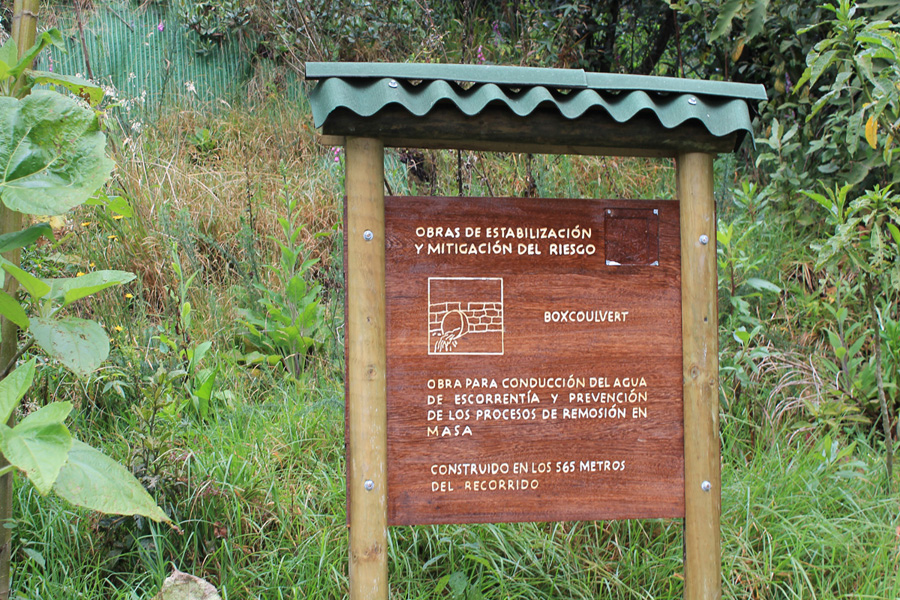 OBRAS DE ESTABILIZACIÓN
Y MITIGACIÓN DEL RIESGO
BOXCOULVERT
OBRA PARA CONDUCCIÓN DEL AGUA
DE ESCORRENTÍA Y PREVENCIÓN
DE LOS PROCESOS DE REMOSIÓN EN
MASA
CONSTRUIDO EN LOS 565 METROS
DEL RECORRIDO